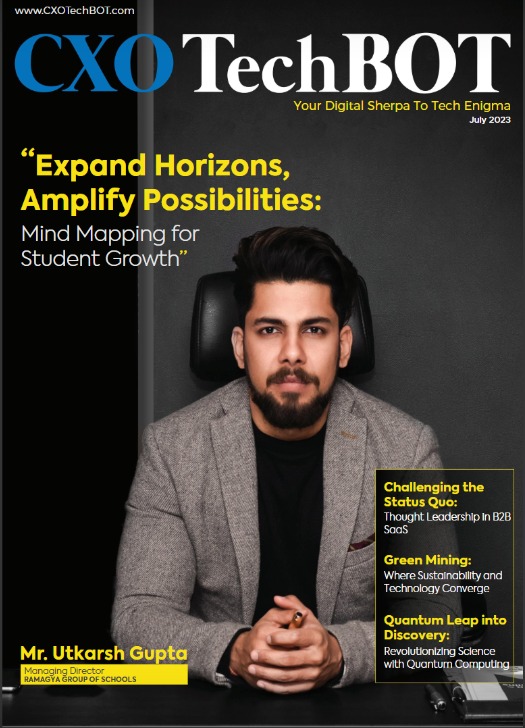 www.CXOTechBOT.com
CXO TechBOT
Your Digital Sherpa To Tech Enigma
July 2023
“Expand Horizons,
Amplify Possibilities:
Mind Mapping for
Student Growth”
Challenging the
Status Quo:
Thought Leadership in B2B
SaaS
Green Mining:
Where Sustainability and
Technology Converge
Quantum Leap into
Discovery:
Revolutionizing Science
with Quantum Computing
Mr. Utkarsh Gupta
Managing Director
RAMAGYA GROUP OF SCHOOLS